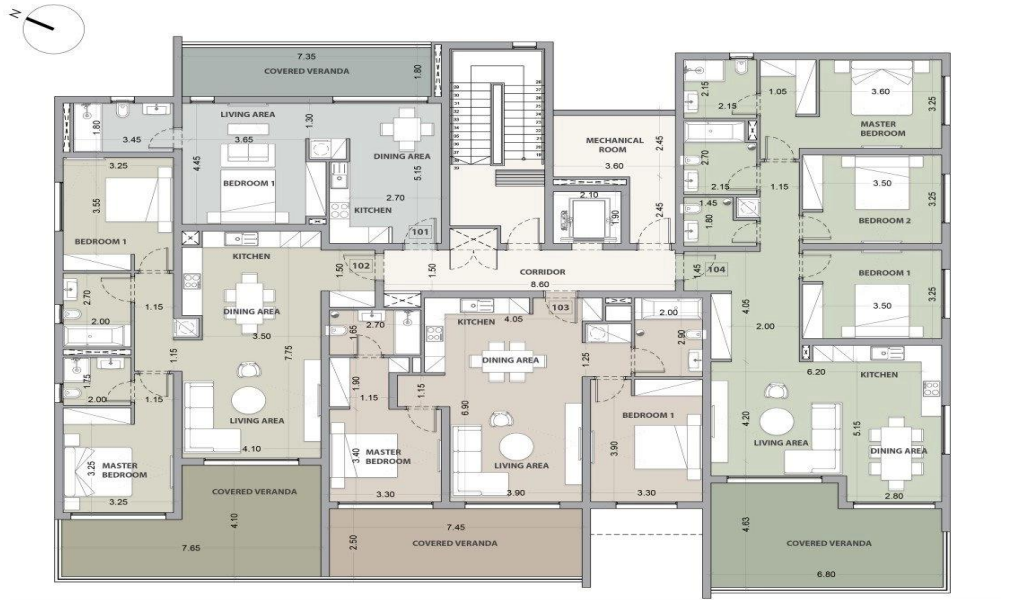 N
7.35
COVERED VERANDA
1.80
LIVING AREA
3.65
1.30
DINING AREA
1.80
3.45
4.45
BEDROOM 1
5.15
2.70
KITCHEN
101
MECHANICAL
ROOM
3.60
2.45
2.10
1.90
2.45
2.15
2.15
1.05
3.60
3.25
MASTER
BEDROOM
2.70
2.15
1.15
3.50
3.25
BEDROOM 2
1.45
1.80
3.25
3.55
BEDROOM 1
KITCHEN
102
1.50
1.50
CORRIDOR
8.60
1.45
104
BEDROOM 1
3.50
3.25
2.70
2.00
1.15
DINING AREA
3.50
7.75
1.15
2.70
1.65
KITCHEN
4.05
103
DINING AREA
1.25
2.00
2.90
4.05
2.00
1.75
2.00
1.15
LIVING AREA
4.10
1.90
1.15
1.15
6.90
LIVING AREA
3.90
BEDROOM 1
3.90
3.30
6.20
KITCHEN
4.20
LIVING AREA
5.15
DINING AREA
2.80
3.25
MASTER
BEDROOM
3.25
3.40
MASTER
BEDROOM
3.30
COVERED VERANDA
4.10
7.65
7.45
2.50
COVERED VERANDA
4.63
COVERED VERANDA
6.80